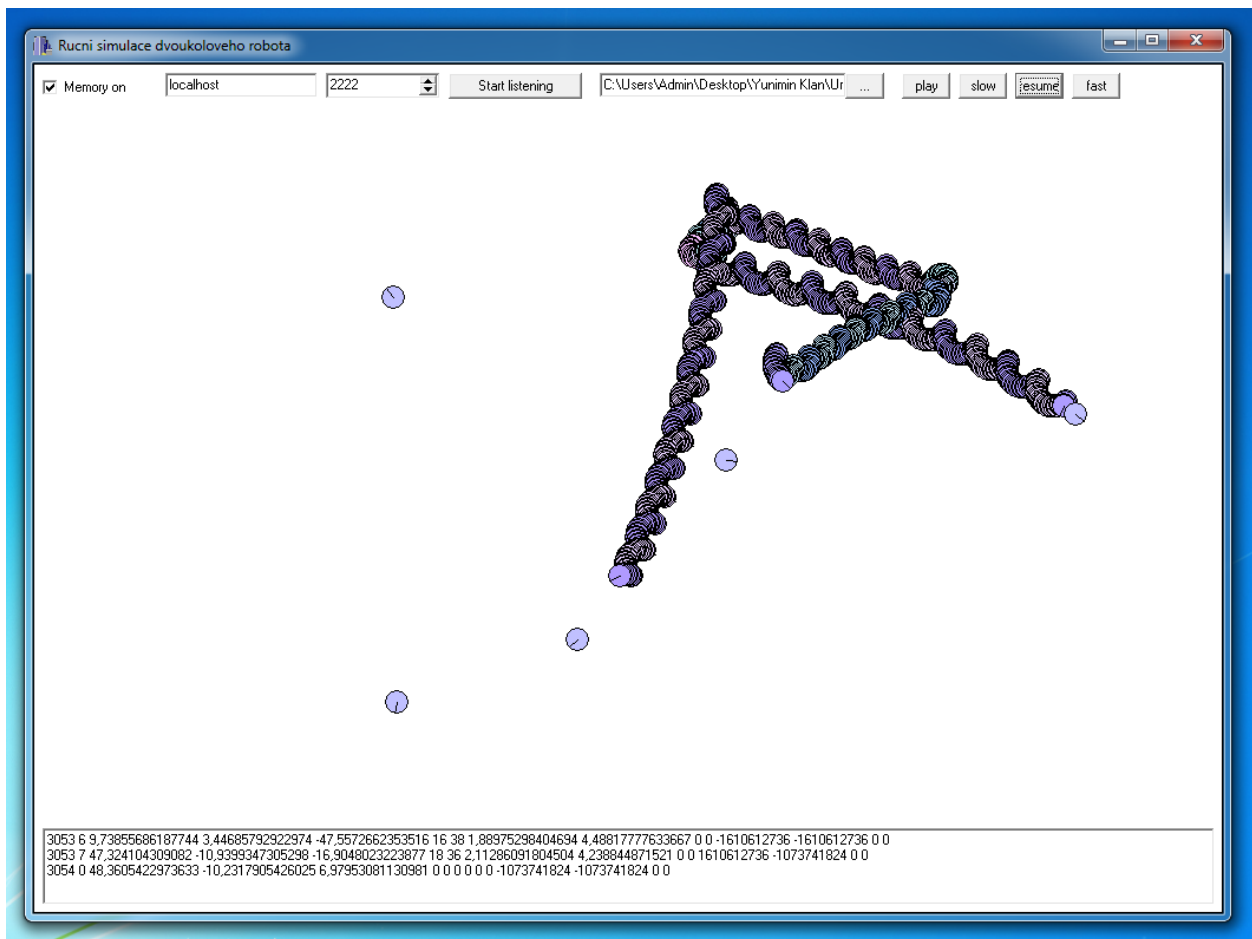 Rucni simulace dvoukoloveho robota
Memory on localhost 2222 Start listening C:\Users\Admin\Desktop\Yunimin Klan\Ur ... play slow esume fast
3053 6 9,73855686187744 3,44685792922974 -47,5572662353516 16 38 1,88975298404694 4,48817777633667 0 0 -1610612736 -1610612736 0 0
3053 7 47,324104309082 -10,9399347305298 -16,9048023223877 18 36 2,11286091804504 4,238844871521 0 0 1610612736 -1073741824 0 0
3054 0 48,3605422973633 -10,2317905426025 6,97953081130981 0 0 0 0 0 0 -1073741824 -1073741824 0 0